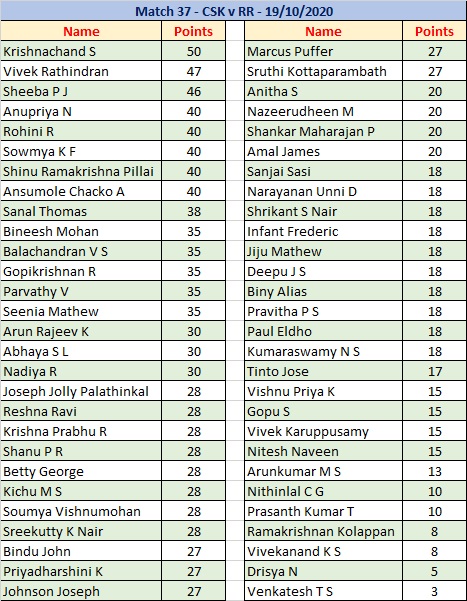 Match 37 - CSK v RR - 19/10/2020
Name Points
Krishnachand S 50
Vivek Rathindran 47
Sheeba P J 46
Anupriya N 40
Rohini R 40
Sowmya K F 40
Shinu Ramakrishna Pillai 40
Ansumole Chacko A 40
Sanal Thomas 38
Bineesh Mohan 35
Balachandran V S 35
Gopikrishnan R 35
Parvathy V 35
Seenia Mathew 35
Arun Rajeev K 30
Abhaya S L 30
Nadiya R 30
Joseph Jolly Palathinkal 28
Reshna Ravi 28
Krishna Prabhu R 28
Shanu P R 28
Betty George 28
Kichu M S 28
Soumya Vishnumohan 28
Sreekutty K Nair 28
Bindu John 27
Priyadharshini K 27
Johnson Joseph 27
Name Points
Marcus Puffer 27
Sruthi Kottaparambath 27
Anitha S 20
Nazeerudheen M 20
Shankar Maharajan P 20
Amal James 20
Sanjai Sasi 18
Narayanan Unni D 18
Shrikant S Nair 18
Infant Frederic 18
Jiju Mathew 18
Deepu J S 18
Biny Alias 18
Pravitha P S 18
Paul Eldho 18
Kumaraswamy N S 18
Tinto Jose 17
Vishnu Priya K 15
Gopu S 15
Vivek Karuppusamy 15
Nitesh Naveen 15
Arunkumar M S 13
Nithinlal C G 10
Prasanth Kumar T 10
Ramakrishnan Kolappan 8
Vivekanand K S 8
Drisya N 5
Venkatesh T S 3